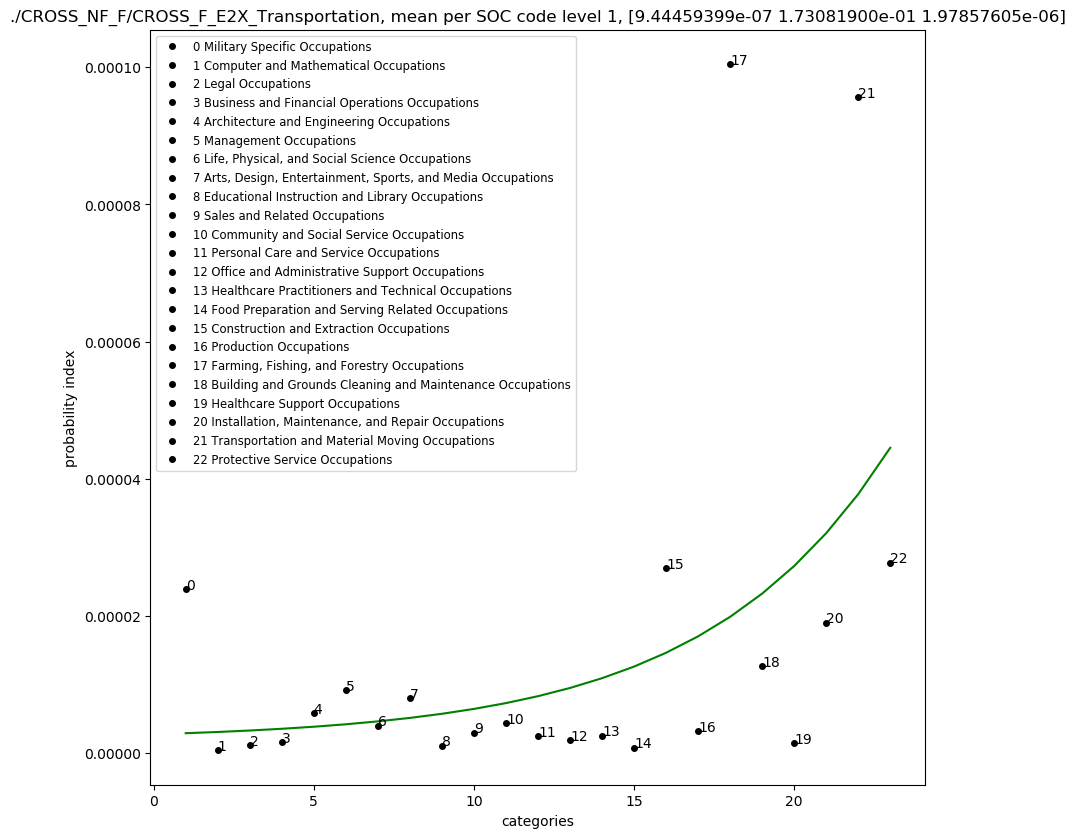 ./CROSS_NF_F/CROSS_F_E2X_Transportation, mean per SOC code level 1, [9.44459399e-07 1.73081900e-01 1.97857605e-06]
0 Military Specific Occupations
1 Computer and Mathematical Occupations
2 Legal Occupations
3 Business and Financial Operations Occupations
4 Architecture and Engineering Occupations
5 Management Occupations
6 Life, Physical, and Social Science Occupations
7 Arts, Design, Entertainment, Sports, and Media Occupations
8 Educational Instruction and Library Occupations
9 Sales and Related Occupations
10 Community and Social Service Occupations
11 Personal Care and Service Occupations
12 Office and Administrative Support Occupations
13 Healthcare Practitioners and Technical Occupations
14 Food Preparation and Serving Related Occupations
15 Construction and Extraction Occupations
16 Production Occupations
17 Farming, Fishing, and Forestry Occupations
18 Building and Grounds Cleaning and Maintenance Occupations
19 Healthcare Support Occupations
20 Installation, Maintenance, and Repair Occupations
21 Transportation and Material Moving Occupations
22 Protective Service Occupations
probability index
0.00010
0.00008
0.00006
0.00004
0.00002
0.00000
0
1
2
3
4
5
6
7
8
9
10
11
12
13
14
15
16
17
18
19
20
21
22
0
5
10
15
20
categories